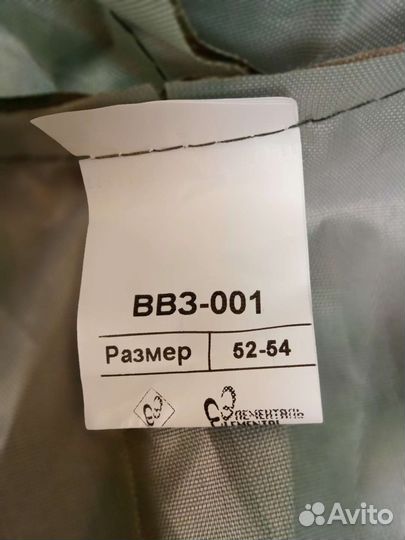 ВВЗ-001
Размер 52-54
ЭЛЕМЕНТАЛЬ
ELEMENTAL
Avito